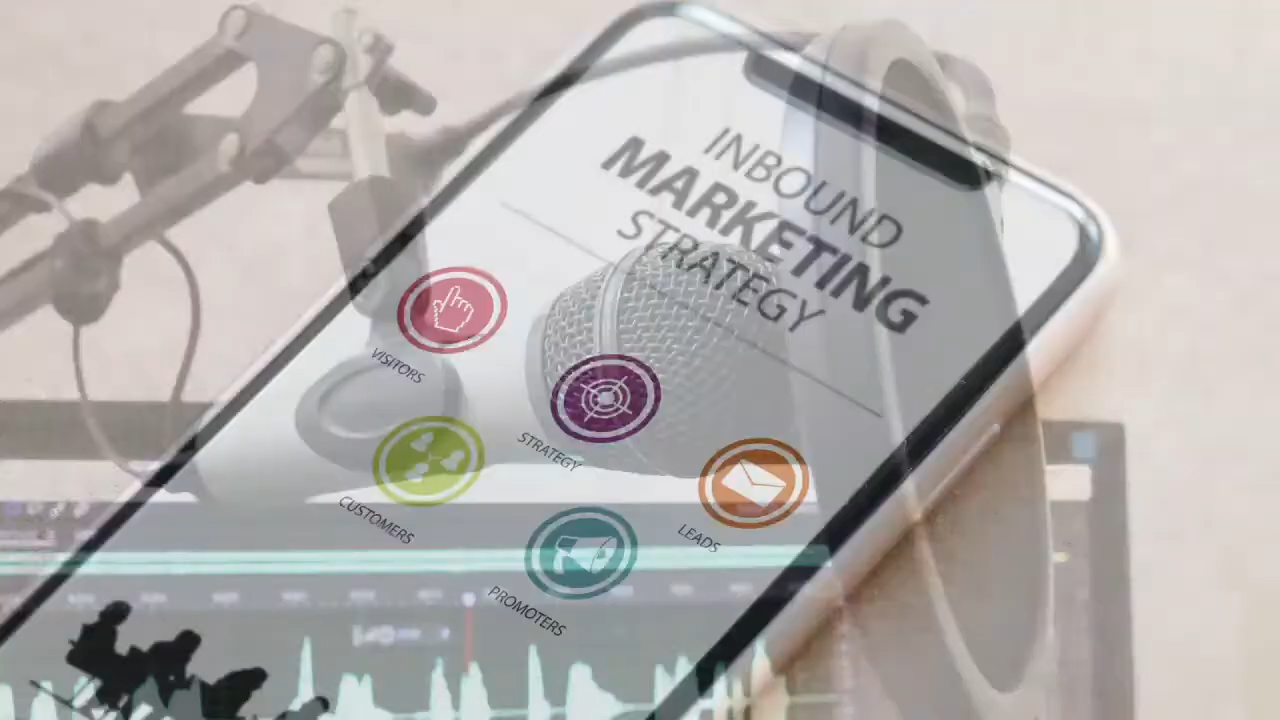 INBOUND
MARKETING
STRATEGY
VISITORS
STRATEGY
CUSTOMERS
LEADS
PROMOTERS